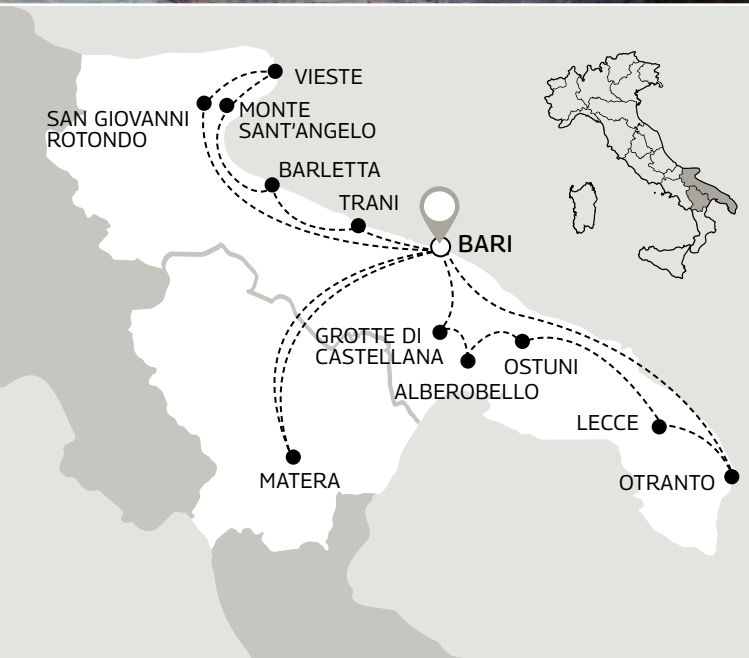 VIESTE
SAN GIOVANNI
ROTONDO
MONTE
SANT'ANGELO
BARLETTA
TRANI
BARI
GROTTE DI
CASTELLANA
OSTUNI
ALBEROBELLO
LECCE
MATERA
OTRANTO